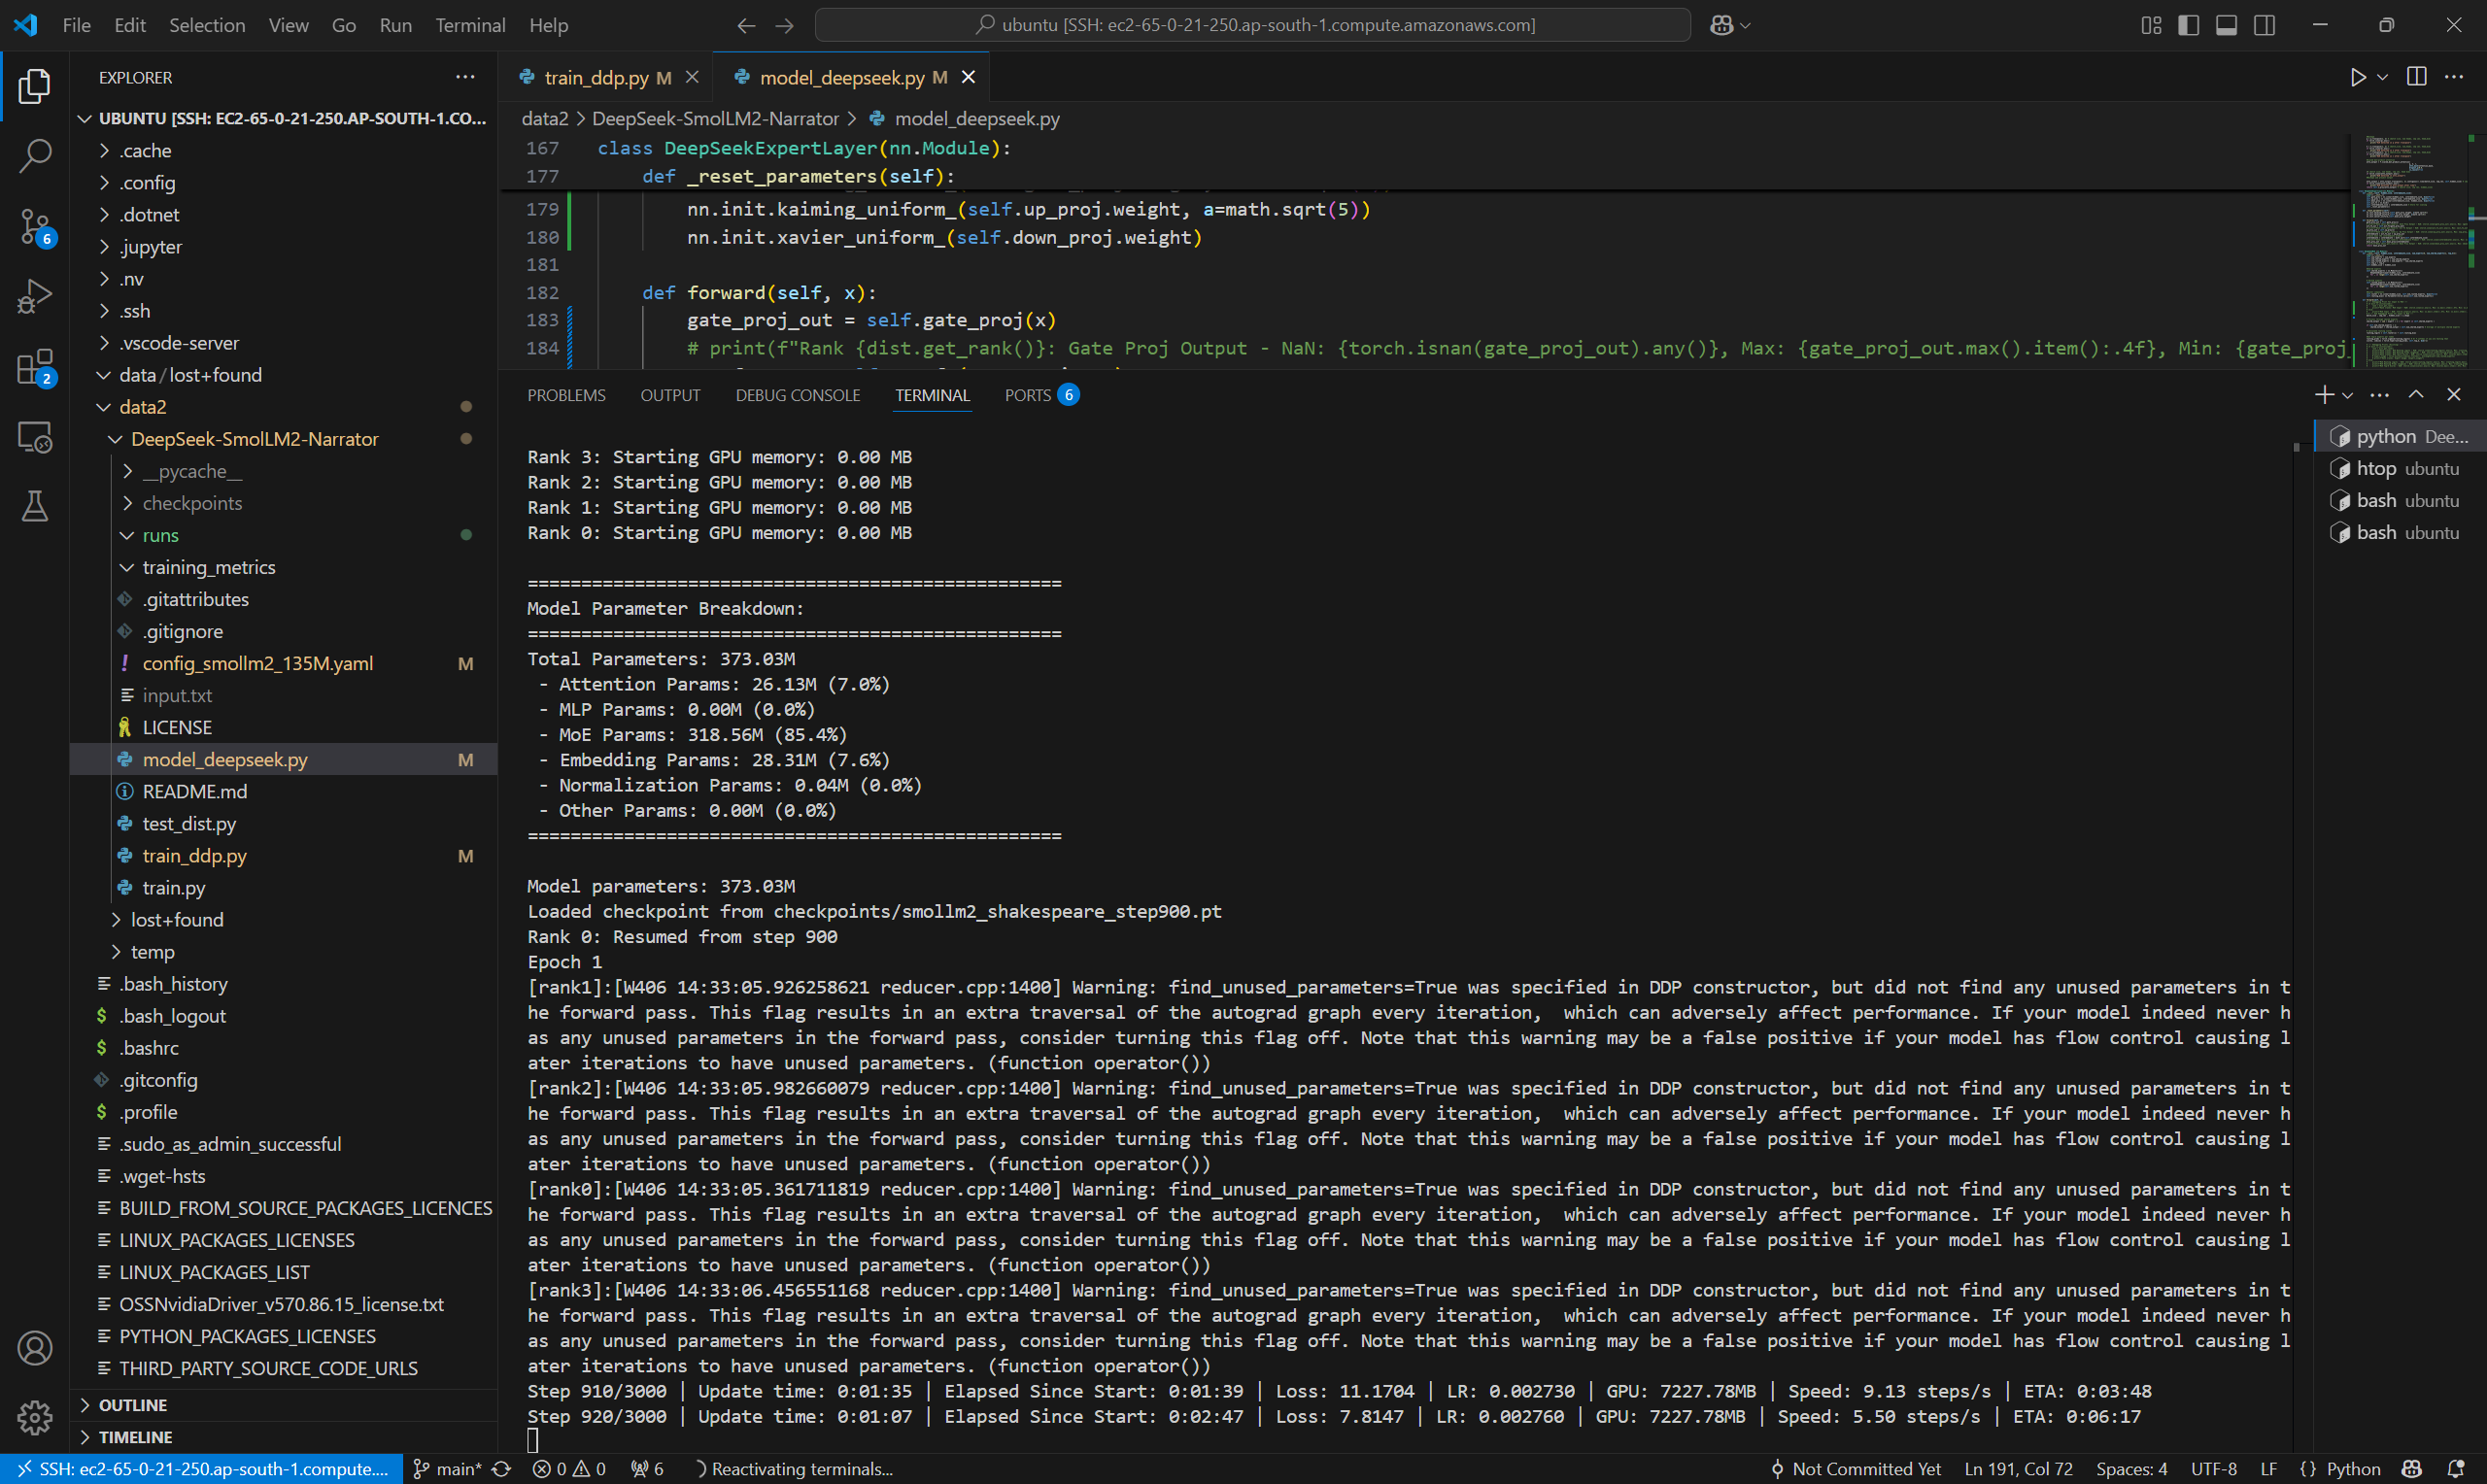 File Edit Selection View Go Run Terminal Help
ubuntu [SSH: ec2-65-0-21-250.ap-south-1.compute.amazonaws.com]
EXPLORER
UBUNTU [SSH: EC2-65-0-21-250.AP-SOUTH-1.CO...
.cache
.config
.dotnet
.jupyter
.nv
.ssh
.vscode-server
data/lost+found
data2
DeepSeek-SmolLM2-Narrator
__pycache__
checkpoints
runs
training_metrics
.gitattributes
.gitignore
config_smollm2_135M.yaml M
input.txt
LICENSE
model_deepseek.py M
README.md
test_dist.py
train_ddp.py M
train.py
lost+found
temp
.bash_history
.bash_logout
.bashrc
.gitconfig
.profile
.sudo_as_admin_successful
.wget-hsts
BUILD_FROM_SOURCE_PACKAGES_LICENCES
LINUX_PACKAGES_LICENSES
LINUX_PACKAGES_LIST
OSSNvidiaDriver_v570.86.15_license.txt
PYTHON_PACKAGES_LICENSES
THIRD_PARTY_SOURCE_CODE_URLS
OUTLINE
TIMELINE
6
2
train_ddp.py M model_deepseek.py M
data2 > DeepSeek-SmolLM2-Narrator > model_deepseek.py
167 class DeepSeekExpertLayer(nn.Module):
177 def _reset_parameters(self):
179 nn.init.kaiming_uniform_(self.up_proj.weight, a=math.sqrt(5))
180 nn.init.xavier_uniform_(self.down_proj.weight)
181
182 def forward(self, x):
183 gate_proj_out = self.gate_proj(x)
184 # print(f"Rank {dist.get_rank()}: Gate Proj Output - NaN: {torch.isnan(gate_proj_out).any()}, Max: {gate_proj_out.max().item():.4f}, Min: {gate_proj_
PROBLEMS OUTPUT DEBUG CONSOLE TERMINAL PORTS 6
python Dee...
htop ubuntu
bash ubuntu
bash ubuntu
Rank 3: Starting GPU memory: 0.00 MB
Rank 2: Starting GPU memory: 0.00 MB
Rank 1: Starting GPU memory: 0.00 MB
Rank 0: Starting GPU memory: 0.00 MB
==================================================
Model Parameter Breakdown:
==================================================
Total Parameters: 373.03M
- Attention Params: 26.13M (7.0%)
- MLP Params: 0.00M (0.0%)
- MoE Params: 318.56M (85.4%)
- Embedding Params: 28.31M (7.6%)
- Normalization Params: 0.04M (0.0%)
- Other Params: 0.00M (0.0%)
==================================================
Model parameters: 373.03M
Loaded checkpoint from checkpoints/smollm2_shakespeare_step900.pt
Rank 0: Resumed from step 900
Epoch 1
[rank1]:[W406 14:33:05.926258621 reducer.cpp:1400] Warning: find_unused_parameters=True was specified in DDP constructor, but did not find any unused parameters in t
he forward pass. This flag results in an extra traversal of the autograd graph every iteration,  which can adversely affect performance. If your model indeed never h
as any unused parameters in the forward pass, consider turning this flag off. Note that this warning may be a false positive if your model has flow control causing l
ater iterations to have unused parameters. (function operator())
[rank2]:[W406 14:33:05.982660079 reducer.cpp:1400] Warning: find_unused_parameters=True was specified in DDP constructor, but did not find any unused parameters in t
he forward pass. This flag results in an extra traversal of the autograd graph every iteration,  which can adversely affect performance. If your model indeed never h
as any unused parameters in the forward pass, consider turning this flag off. Note that this warning may be a false positive if your model has flow control causing l
ater iterations to have unused parameters. (function operator())
[rank0]:[W406 14:33:05.361711819 reducer.cpp:1400] Warning: find_unused_parameters=True was specified in DDP constructor, but did not find any unused parameters in t
he forward pass. This flag results in an extra traversal of the autograd graph every iteration,  which can adversely affect performance. If your model indeed never h
as any unused parameters in the forward pass, consider turning this flag off. Note that this warning may be a false positive if your model has flow control causing l
ater iterations to have unused parameters. (function operator())
[rank3]:[W406 14:33:06.456551168 reducer.cpp:1400] Warning: find_unused_parameters=True was specified in DDP constructor, but did not find any unused parameters in t
he forward pass. This flag results in an extra traversal of the autograd graph every iteration,  which can adversely affect performance. If your model indeed never h
as any unused parameters in the forward pass, consider turning this flag off. Note that this warning may be a false positive if your model has flow control causing l
ater iterations to have unused parameters. (function operator())
Step 910/3000 | Update time: 0:01:35 | Elapsed Since Start: 0:01:39 | Loss: 11.1704 | LR: 0.002730 | GPU: 7227.78MB | Speed: 9.13 steps/s | ETA: 0:03:48
Step 920/3000 | Update time: 0:01:07 | Elapsed Since Start: 0:02:47 | Loss: 7.8147 | LR: 0.002760 | GPU: 7227.78MB | Speed: 5.50 steps/s | ETA: 0:06:17
SSH: ec2-65-0-21-250.ap-south-1.compute.... main* 0 0 6 Reactivating terminals... Not Committed Yet Ln 191, Col 72 Spaces: 4 UTF-8 LF {} Python